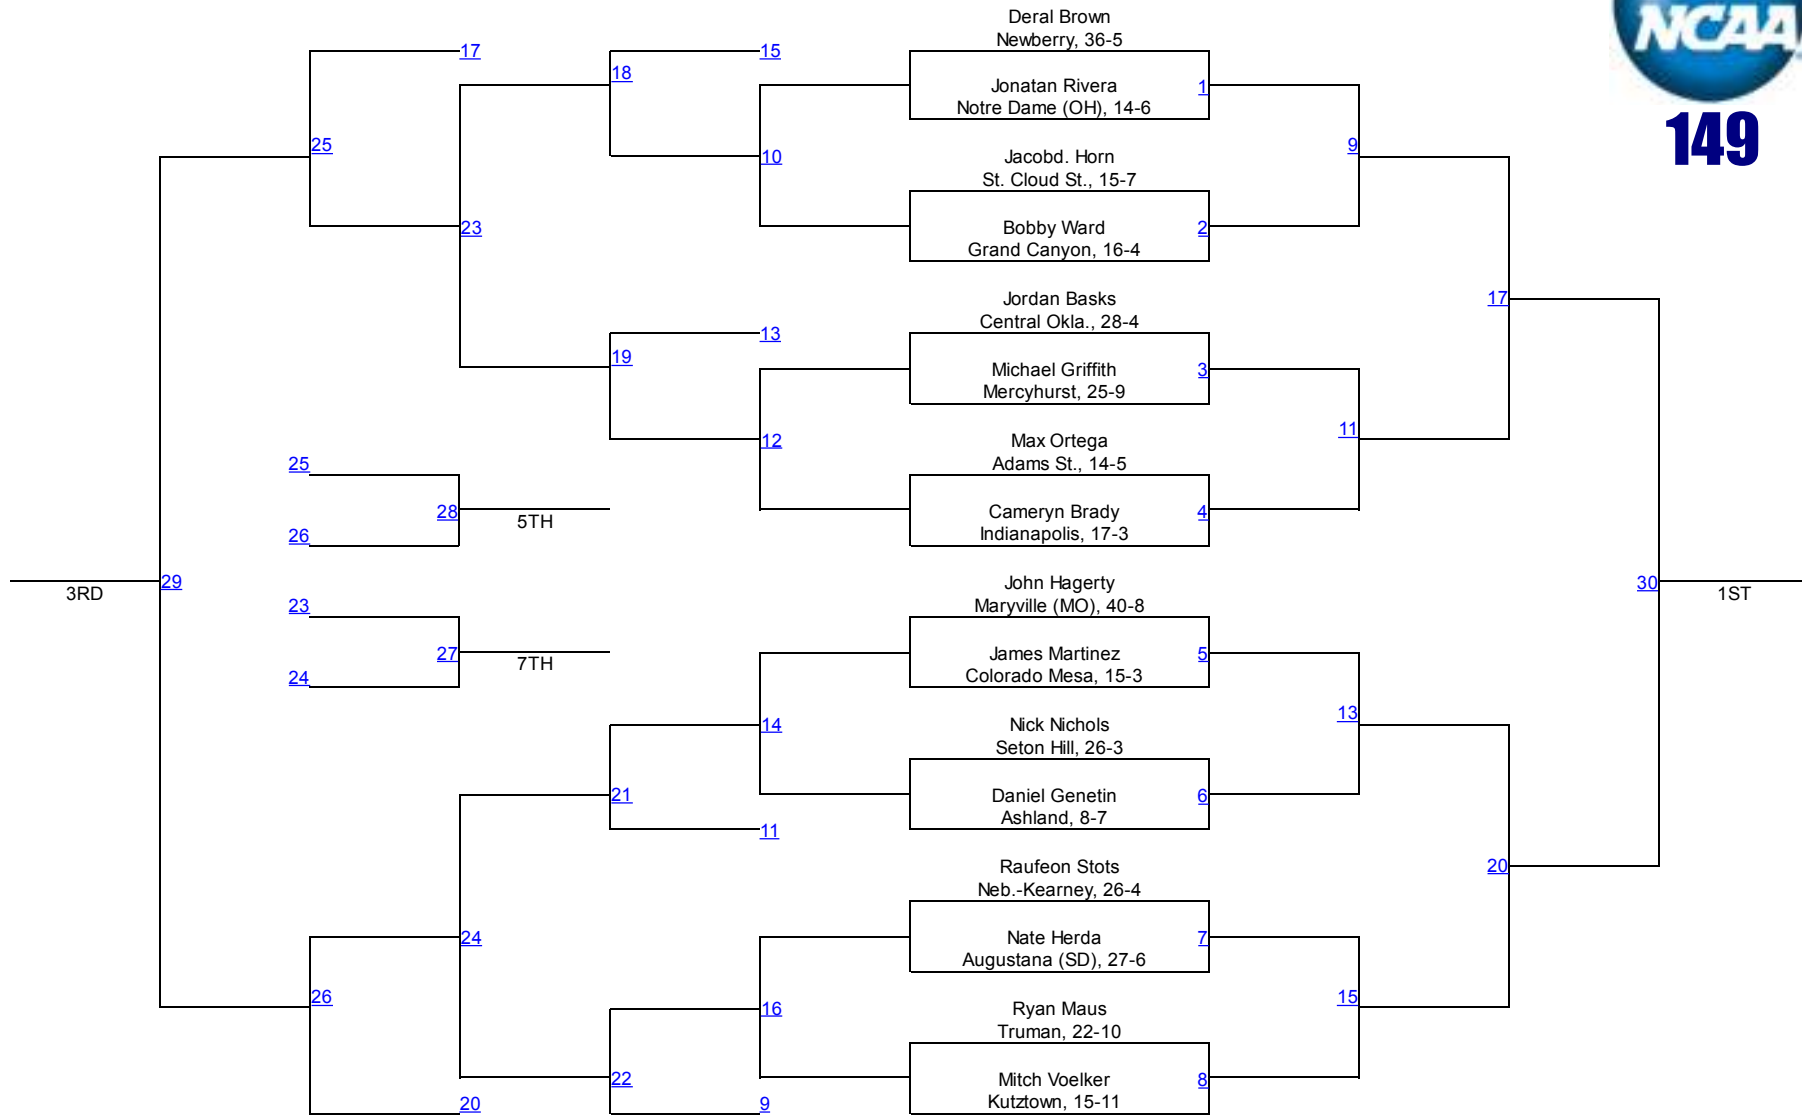 Deral Brown
Newberry, 36-5
NCAA
17
15
18
Jonatan Rivera
Notre Dame (OH), 14-6
1
149
25
10
9
Jacobd. Horn
St. Cloud St., 15-7
23
Bobby Ward
Grand Canyon, 16-4
2
Jordan Basks
Central Okla., 28-4
17
13
19
Michael Griffith
Mercyhurst, 25-9
3
12
11
Max Ortega
Adams St., 14-5
25
28
5TH
26
Cameryn Brady
Indianapolis, 17-3
4
3RD
29
John Hagerty
Maryville (MO), 40-8
30
1ST
23
27
7TH
24
James Martinez
Colorado Mesa, 15-3
5
14
13
Nick Nichols
Seton Hill, 26-3
21
Daniel Genetin
Ashland, 8-7
6
11
Raufeon Stots
Neb.-Kearney, 26-4
20
24
Nate Herda
Augustana (SD), 27-6
7
26
16
15
Ryan Maus
Truman, 22-10
22
Mitch Voelker
Kutztown, 15-11
8
20
9